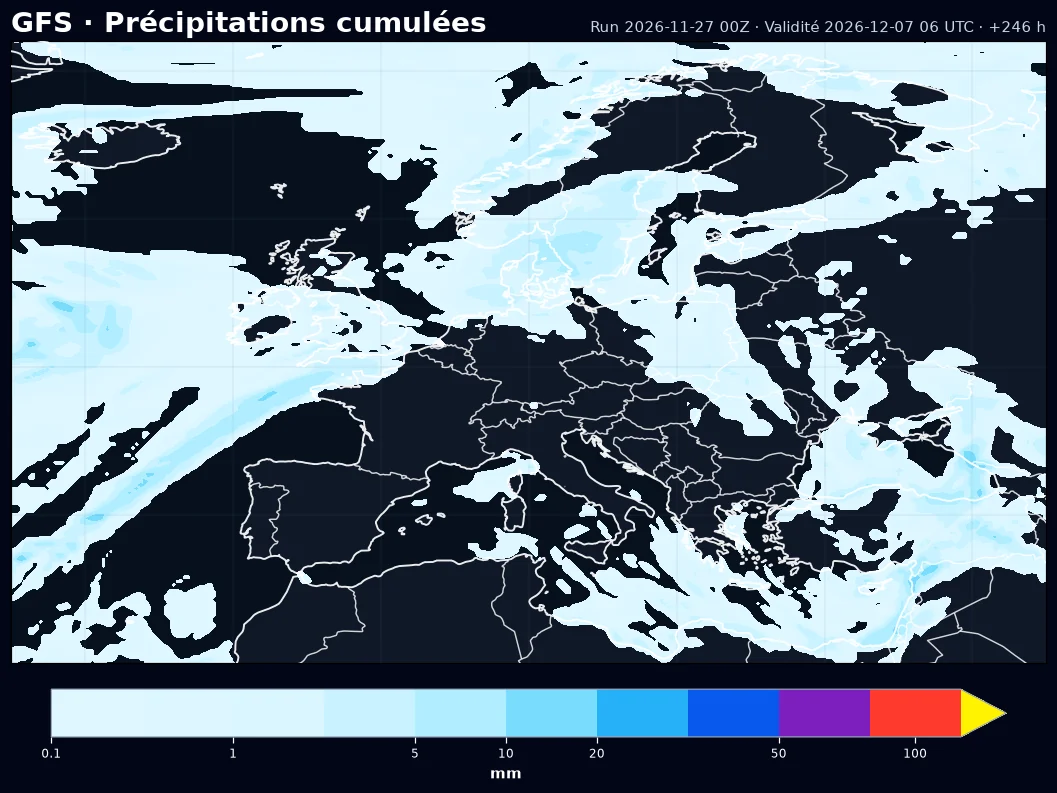 GFS · Précipitations cumulées
Run 2026-11-27 00Z · Validité 2026-12-07 06 UTC · +246 h
0.1 1 5 10 20 50 100
mm